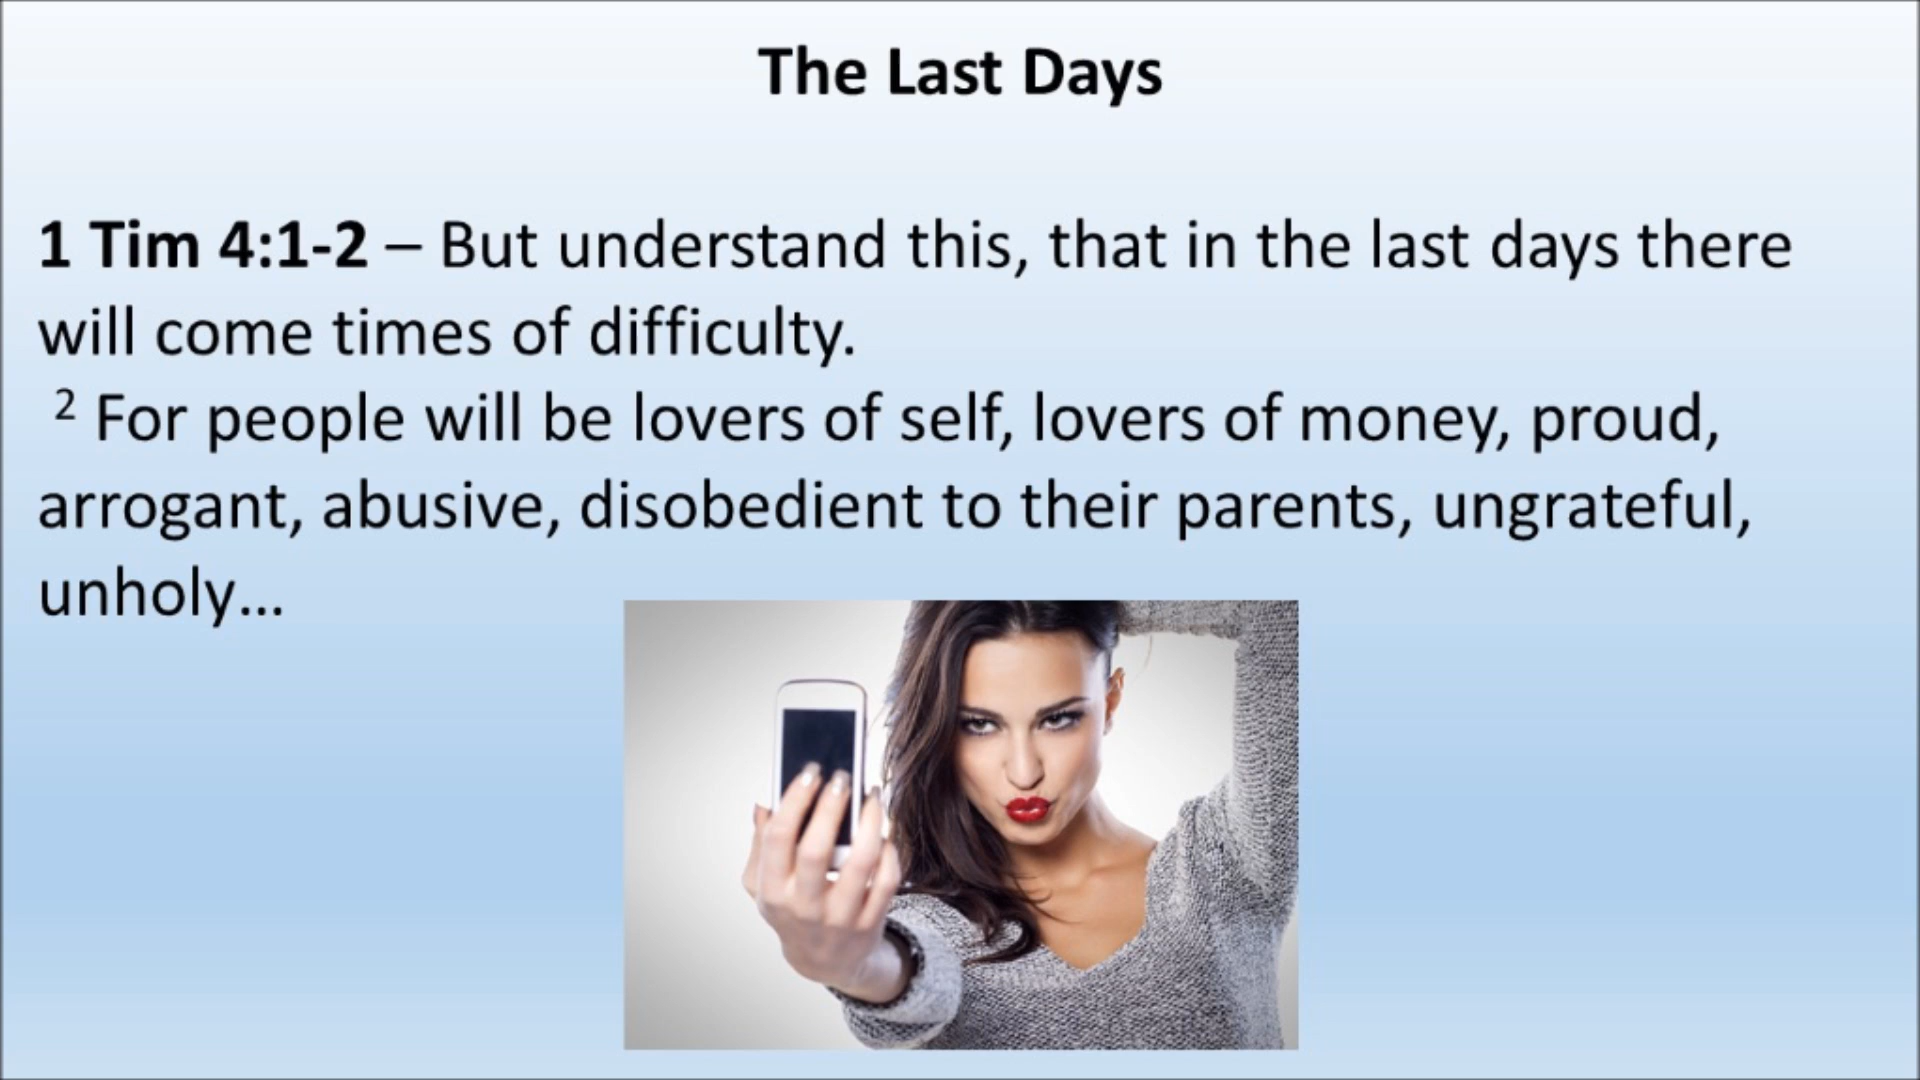 The Last Days
1 Tim 4:1-2 – But understand this, that in the last days there
will come times of difficulty.
2 For people will be lovers of self, lovers of money, proud,
arrogant, abusive, disobedient to their parents, ungrateful,
unholy…